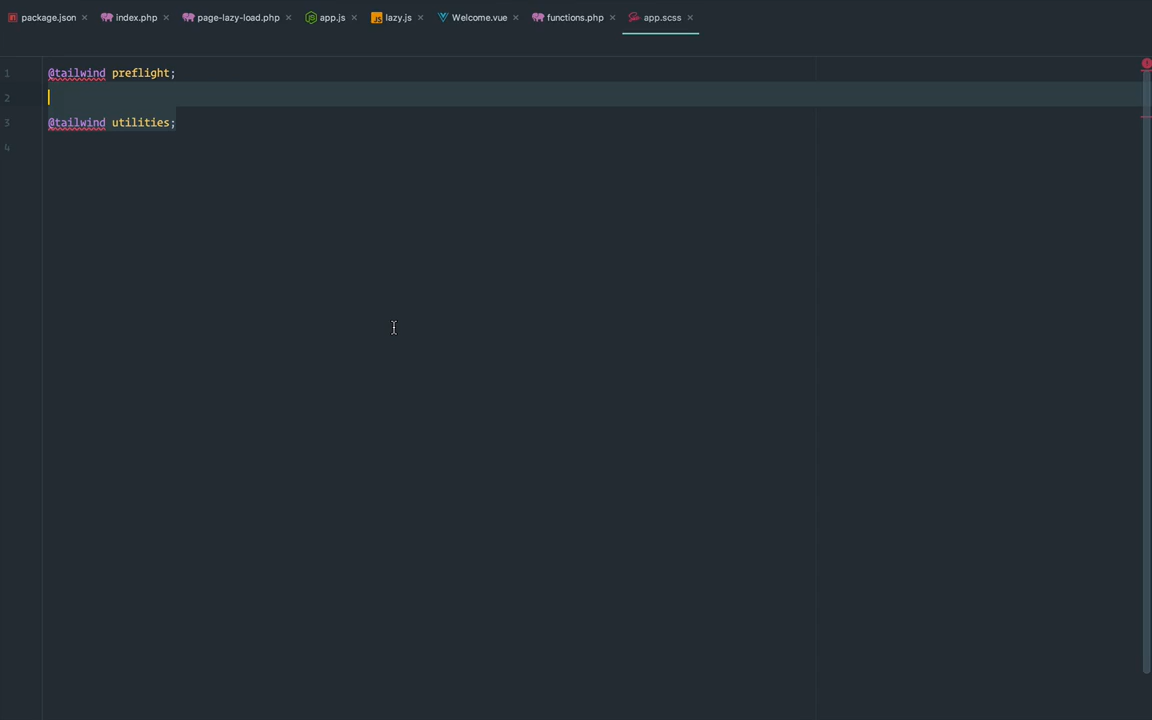 package.json index.php page-lazy-load.php app.js JS lazy.js Welcome.vue functions.php app.scss
1 @tailwind preflight;
2
3 @tailwind utilities;
4